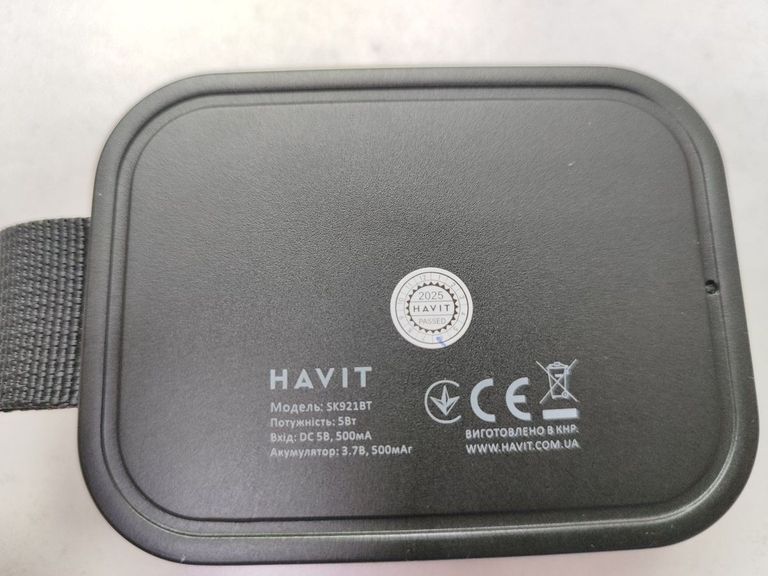 2025
HAVIT
PASSED
HAVIT
Модель: SK921BT
Потужність: 5Вт
Вхід: DC 5В, 500мА
Акумулятор: 3.7В, 500мАг
CE
ВИГОТОВЛЕНО В КНР.
WWW.HAVIT.COM.UA